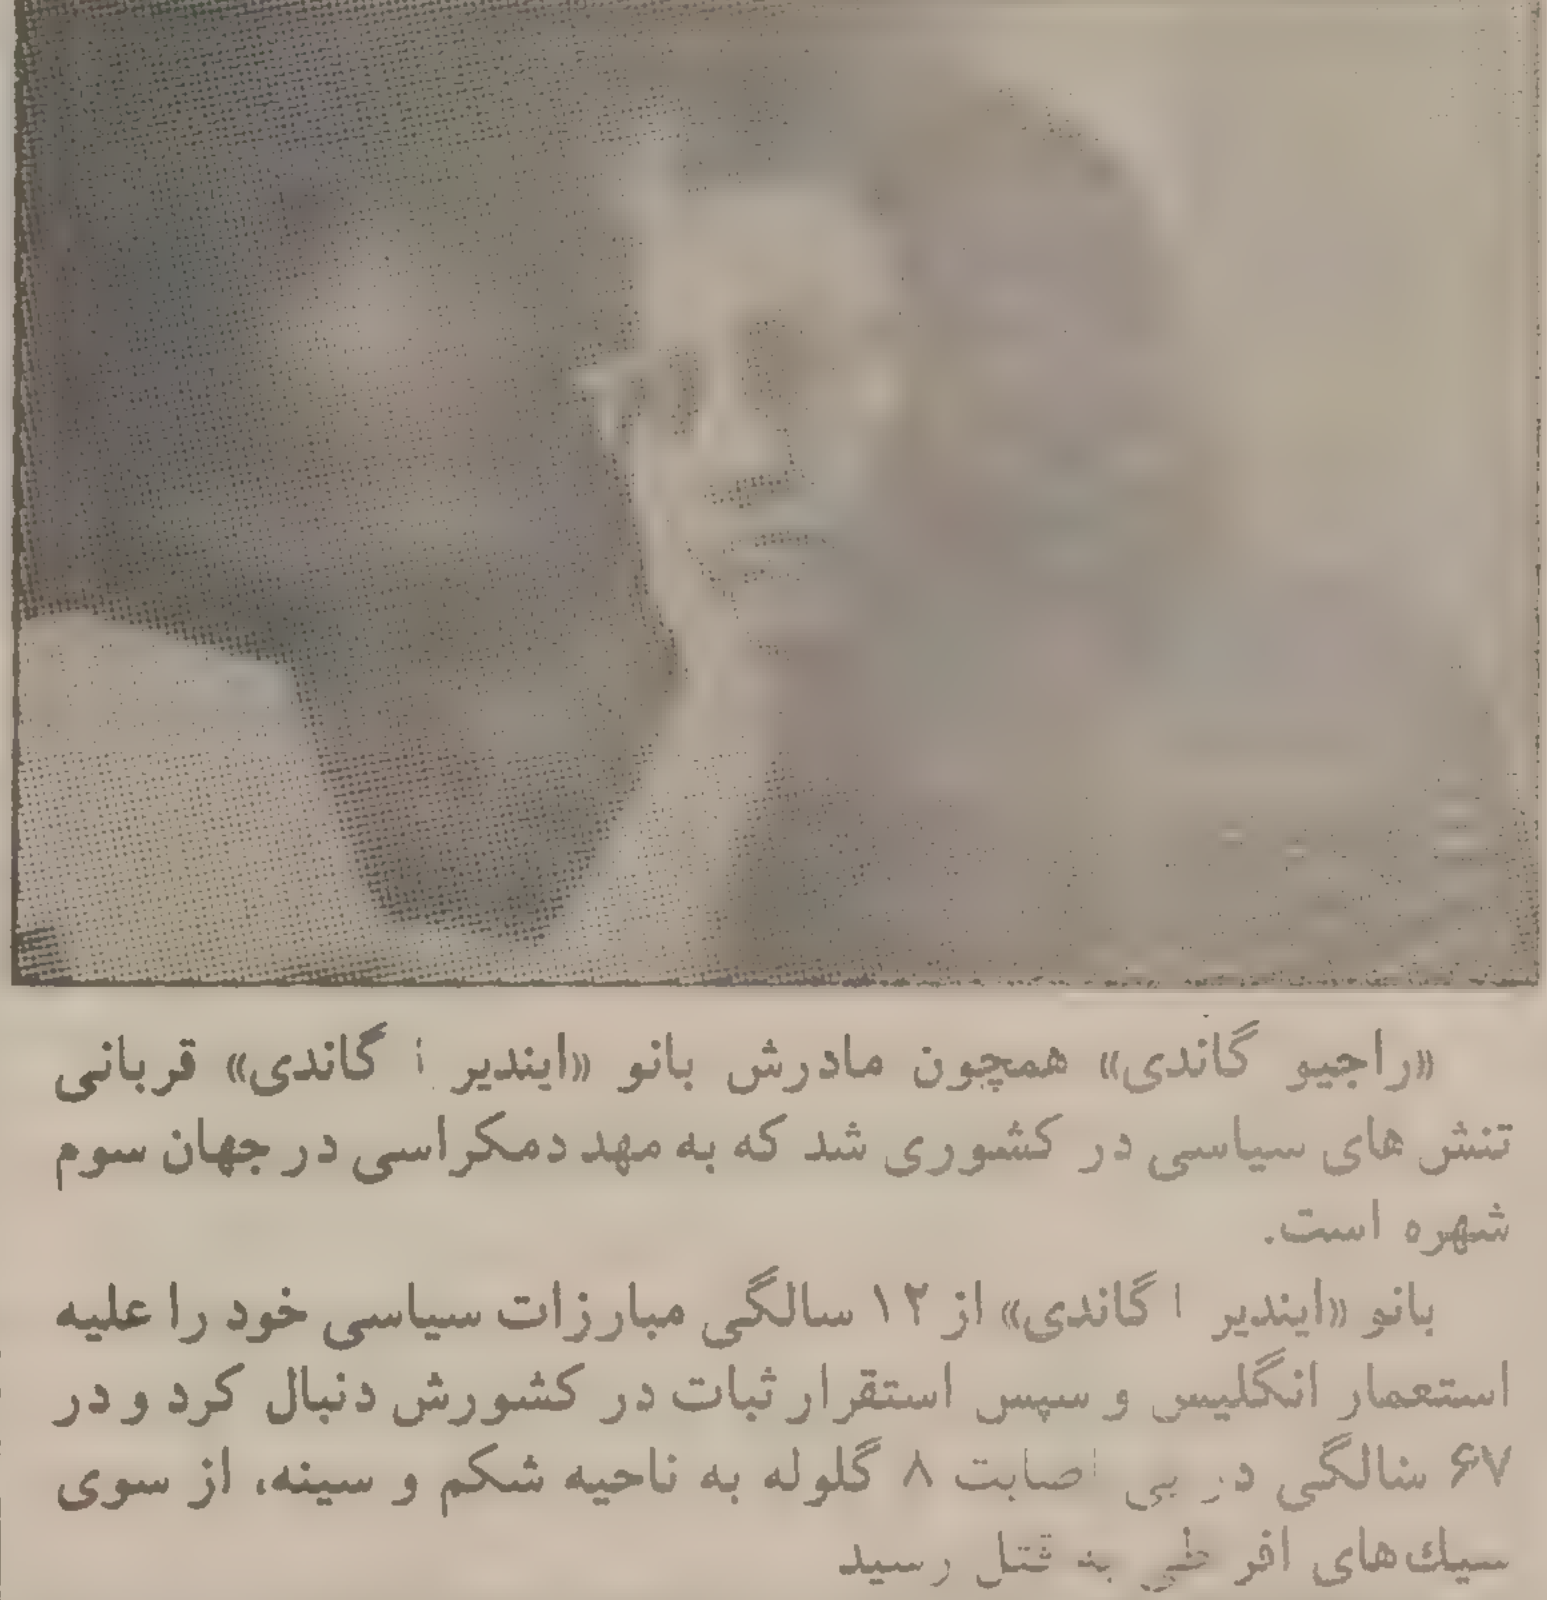 «راجیو گاندی» همچون مادرش بانو «ایندیرا گاندی» قربانی
تنش های سیاسی در کشوری شد که به مهد دمکراسی در جهان سوم
شهره است.
بانو «ایندیرا گاندی» از ۱۲ سالگی مبارزات سیاسی خود را علیه
استعمار انگلیس و سپس استقرار ثبات در کشورش دنبال کرد و در
۶۷ سالگی در پی اصابت ۸ گلوله به ناحیه شکم و سینه، از سوی
سیك‌های افراطی به قتل رسید